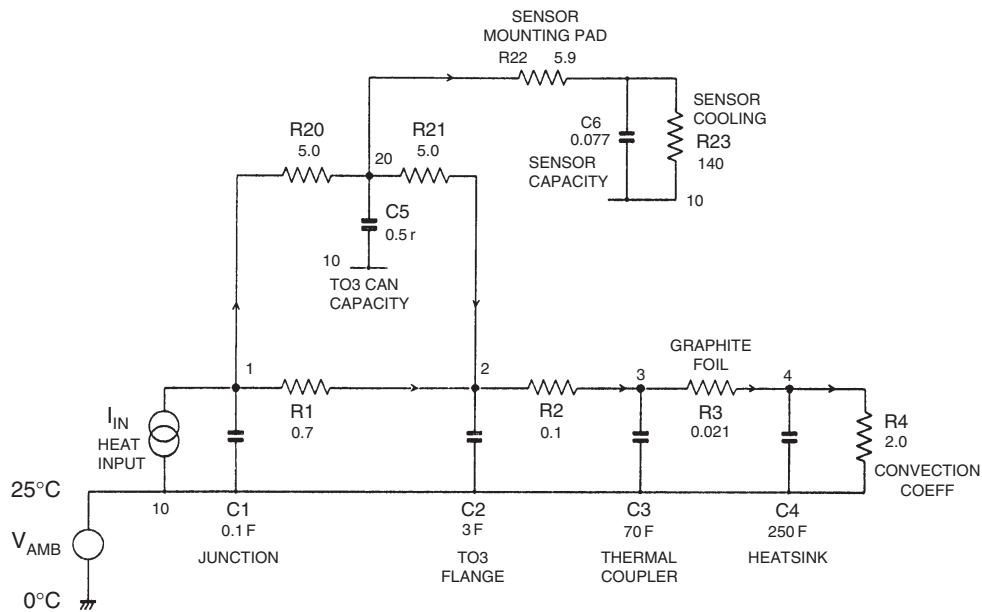 SENSOR
MOUNTING PAD
R22 5.9
SENSOR
COOLING
R23
140
C6
0.077
SENSOR
CAPACITY
10
R20
5.0
R21
5.0
20
C5
0.5 r
10
TO3 CAN
CAPACITY
1
2
3
4
GRAPHITE
FOIL
R1
0.7
R2
0.1
R3
0.021
R4
2.0
CONVECTION
COEFF
IIN
HEAT
INPUT
25°C
10
C1
0.1 F
JUNCTION
C2
3 F
TO3
FLANGE
C3
70 F
THERMAL
COUPLER
C4
250 F
HEATSINK
VAMB
0°C